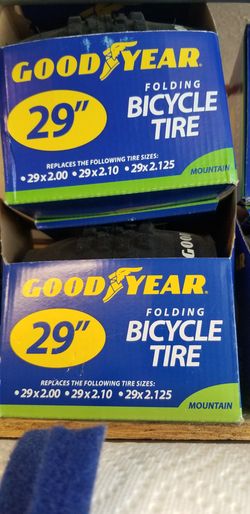 GOODYEAR
FOLDING
BICYCLE
TIRE
29"
REPLACES THE FOLLOWING TIRE SIZES:
• 29 x 2.00 • 29 x 2.10 • 29 x 2.125
MOUNTAIN
GOODYEAR
FOLDING
BICYCLE
TIRE
29"
REPLACES THE FOLLOWING TIRE SIZES:
• 29 x 2.00 • 29 x 2.10 • 29 x 2.125
MOUNTAIN